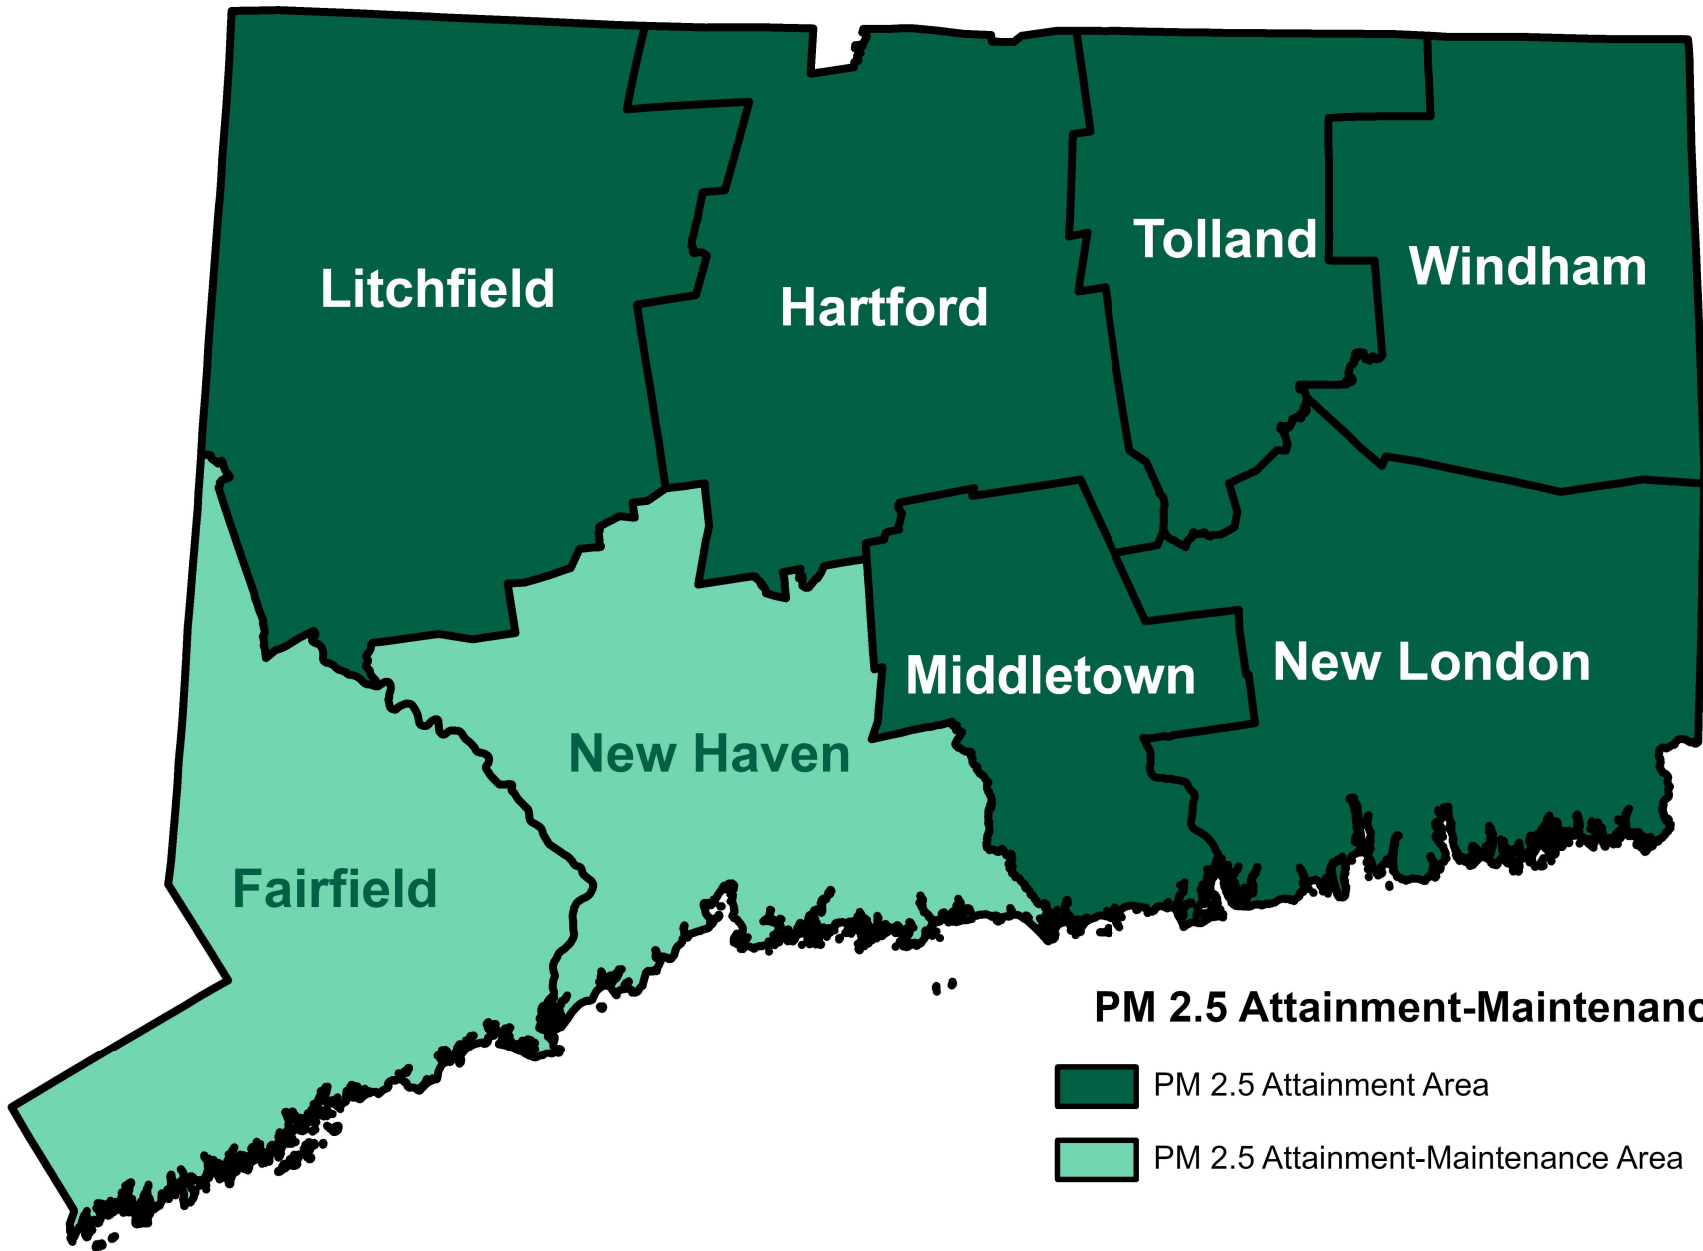 Tolland
Windham
Litchfield
Hartford
New London
Middletown
New Haven
Fairfield
PM 2.5 Attainment-Maintenanc
PM 2.5 Attainment Area
PM 2.5 Attainment-Maintenance Area